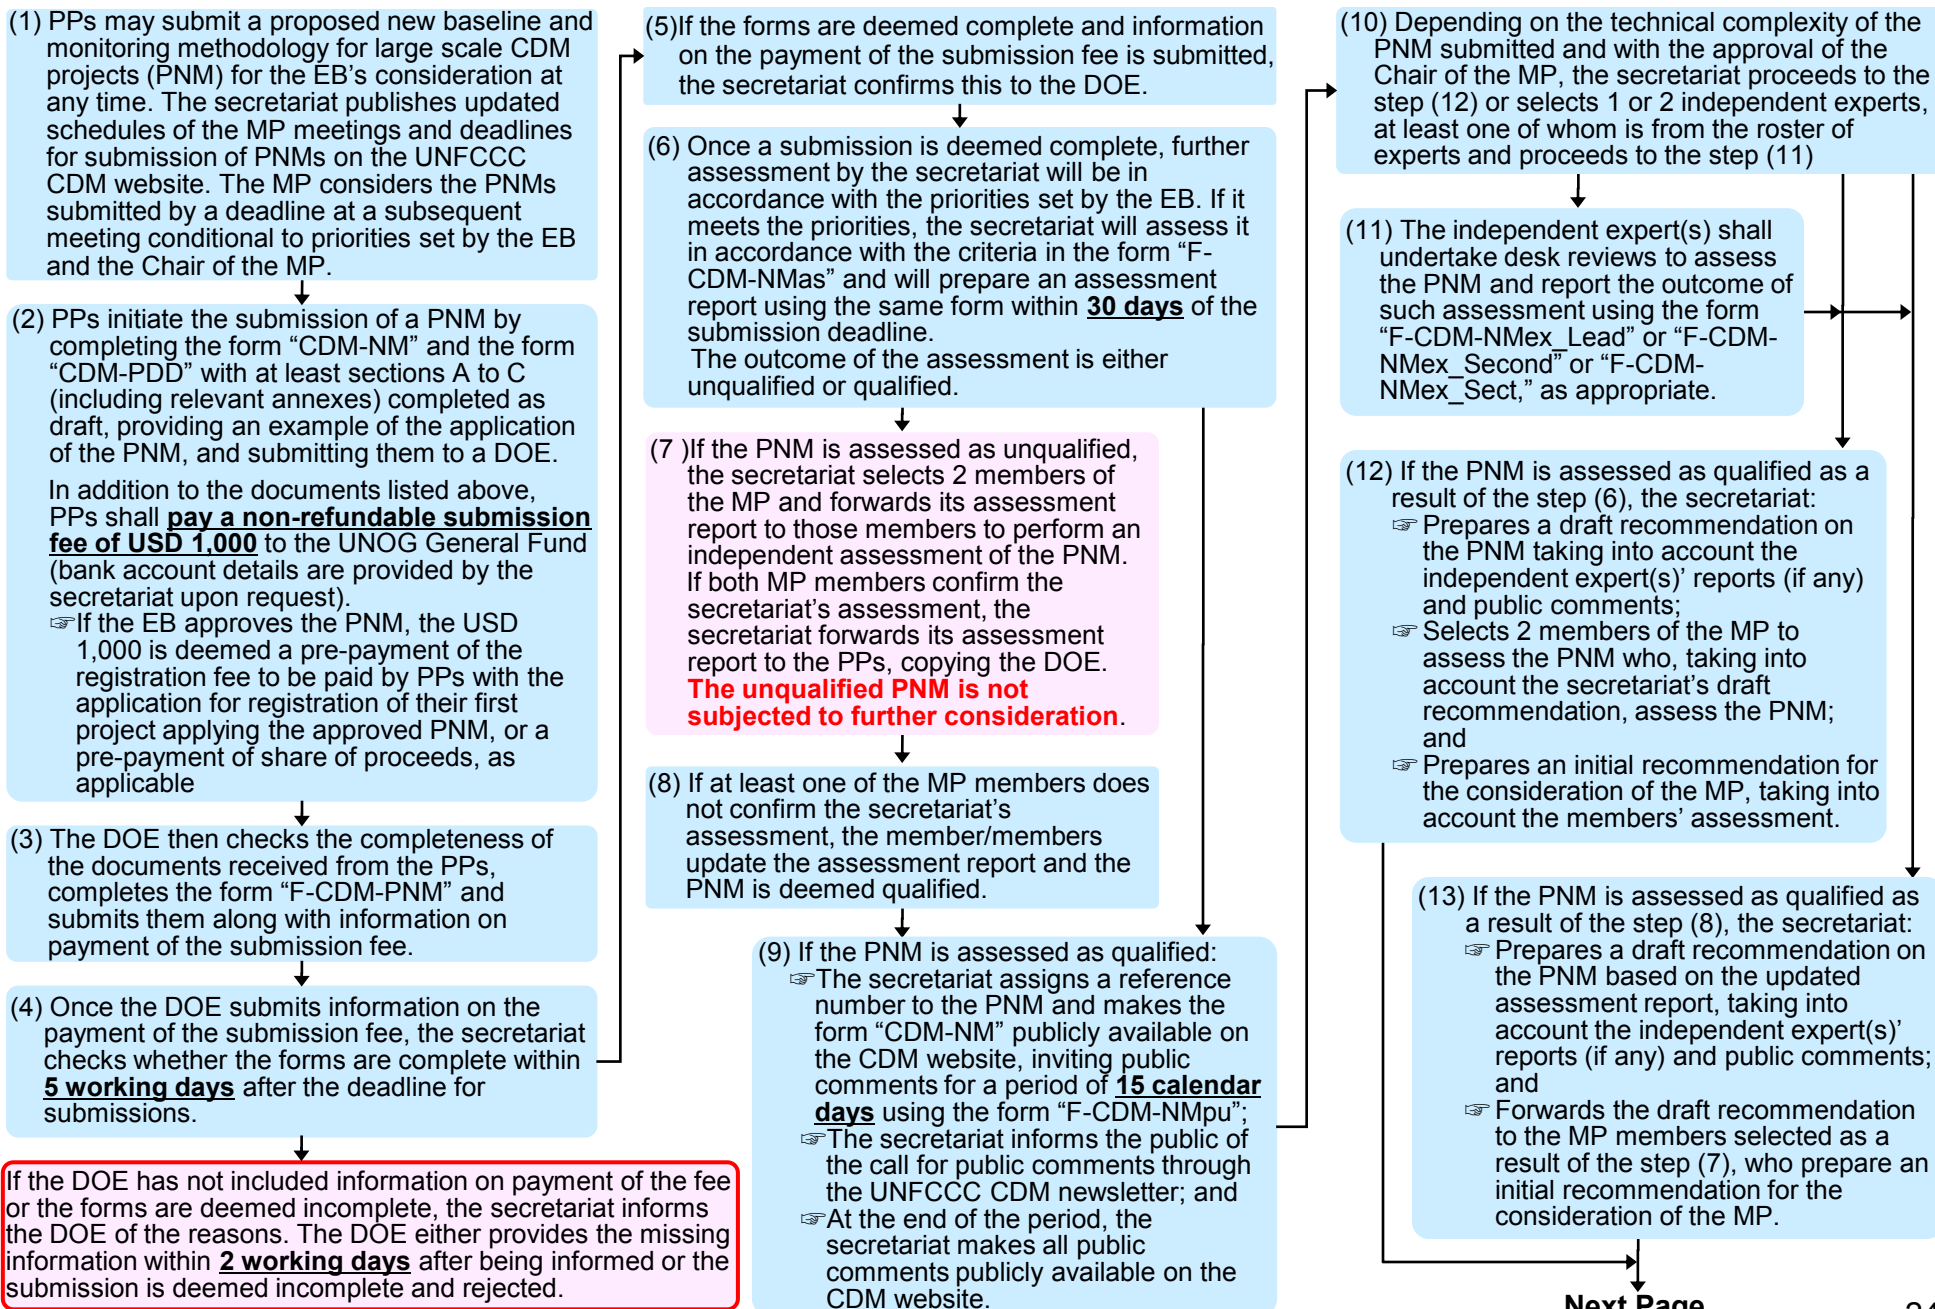 (1) PPs may submit a proposed new baseline and
monitoring methodology for large scale CDM
projects (PNM) for the EB’s consideration at
any time. The secretariat publishes updated
schedules of the MP meetings and deadlines
for submission of PNMs on the UNFCCC
CDM website. The MP considers the PNMs
submitted by a deadline at a subsequent
meeting conditional to priorities set by the EB
and the Chair of the MP.
(2) PPs initiate the submission of a PNM by
completing the form “CDM-NM” and the form
“CDM-PDD” with at least sections A to C
(including relevant annexes) completed as
draft, providing an example of the application
of the PNM, and submitting them to a DOE.
In addition to the documents listed above,
PPs shall pay a non-refundable submission
fee of USD 1,000 to the UNOG General Fund
(bank account details are provided by the
secretariat upon request).
☞If the EB approves the PNM, the USD
1,000 is deemed a pre-payment of the
registration fee to be paid by PPs with the
application for registration of their first
project applying the approved PNM, or a
pre-payment of share of proceeds, as
applicable
(3) The DOE then checks the completeness of
the documents received from the PPs,
completes the form “F-CDM-PNM” and
submits them along with information on
payment of the submission fee.
(4) Once the DOE submits information on the
payment of the submission fee, the secretariat
checks whether the forms are complete within
5 working days after the deadline for
submissions.
If the DOE has not included information on payment of the fee
or the forms are deemed incomplete, the secretariat informs
the DOE of the reasons. The DOE either provides the missing
information within 2 working days after being informed or the
submission is deemed incomplete and rejected.
(5)If the forms are deemed complete and information
on the payment of the submission fee is submitted,
the secretariat confirms this to the DOE.
(6) Once a submission is deemed complete, further
assessment by the secretariat will be in
accordance with the priorities set by the EB. If it
meets the priorities, the secretariat will assess it
in accordance with the criteria in the form “F-
CDM-NMas” and will prepare an assessment
report using the same form within 30 days of the
submission deadline.
The outcome of the assessment is either
unqualified or qualified.
(7 )If the PNM is assessed as unqualified,
the secretariat selects 2 members of
the MP and forwards its assessment
report to those members to perform an
independent assessment of the PNM.
If both MP members confirm the
secretariat’s assessment, the
secretariat forwards its assessment
report to the PPs, copying the DOE.
The unqualified PNM is not
subjected to further consideration.
(8) If at least one of the MP members does
not confirm the secretariat’s
assessment, the member/members
update the assessment report and the
PNM is deemed qualified.
(9) If the PNM is assessed as qualified:
☞The secretariat assigns a reference
number to the PNM and makes the
form “CDM-NM” publicly available on
the CDM website, inviting public
comments for a period of 15 calendar
days using the form “F-CDM-NMpu”;
☞The secretariat informs the public of
the call for public comments through
the UNFCCC CDM newsletter; and
☞At the end of the period, the
secretariat makes all public
comments publicly available on the
CDM website.
(10) Depending on the technical complexity of the
PNM submitted and with the approval of the
Chair of the MP, the secretariat proceeds to the
step (12) or selects 1 or 2 independent experts,
at least one of whom is from the roster of
experts and proceeds to the step (11)
(11) The independent expert(s) shall
undertake desk reviews to assess
the PNM and report the outcome of
such assessment using the form
“F-CDM-NMex_Lead” or “F-CDM-
NMex_Second” or “F-CDM-
NMex_Sect,” as appropriate.
(12) If the PNM is assessed as qualified as a
result of the step (6), the secretariat:
☞ Prepares a draft recommendation on
the PNM taking into account the
independent expert(s)’ reports (if any)
and public comments;
☞ Selects 2 members of the MP to
assess the PNM who, taking into
account the secretariat’s draft
recommendation, assess the PNM;
and
☞ Prepares an initial recommendation for
the consideration of the MP, taking into
account the members’ assessment.
(13) If the PNM is assessed as qualified as
a result of the step (8), the secretariat:
☞ Prepares a draft recommendation on
the PNM based on the updated
assessment report, taking into
account the independent expert(s)’
reports (if any) and public comments;
and
☞ Forwards the draft recommendation
to the MP members selected as a
result of the step (7), who prepare an
initial recommendation for the
consideration of the MP.
Next Page